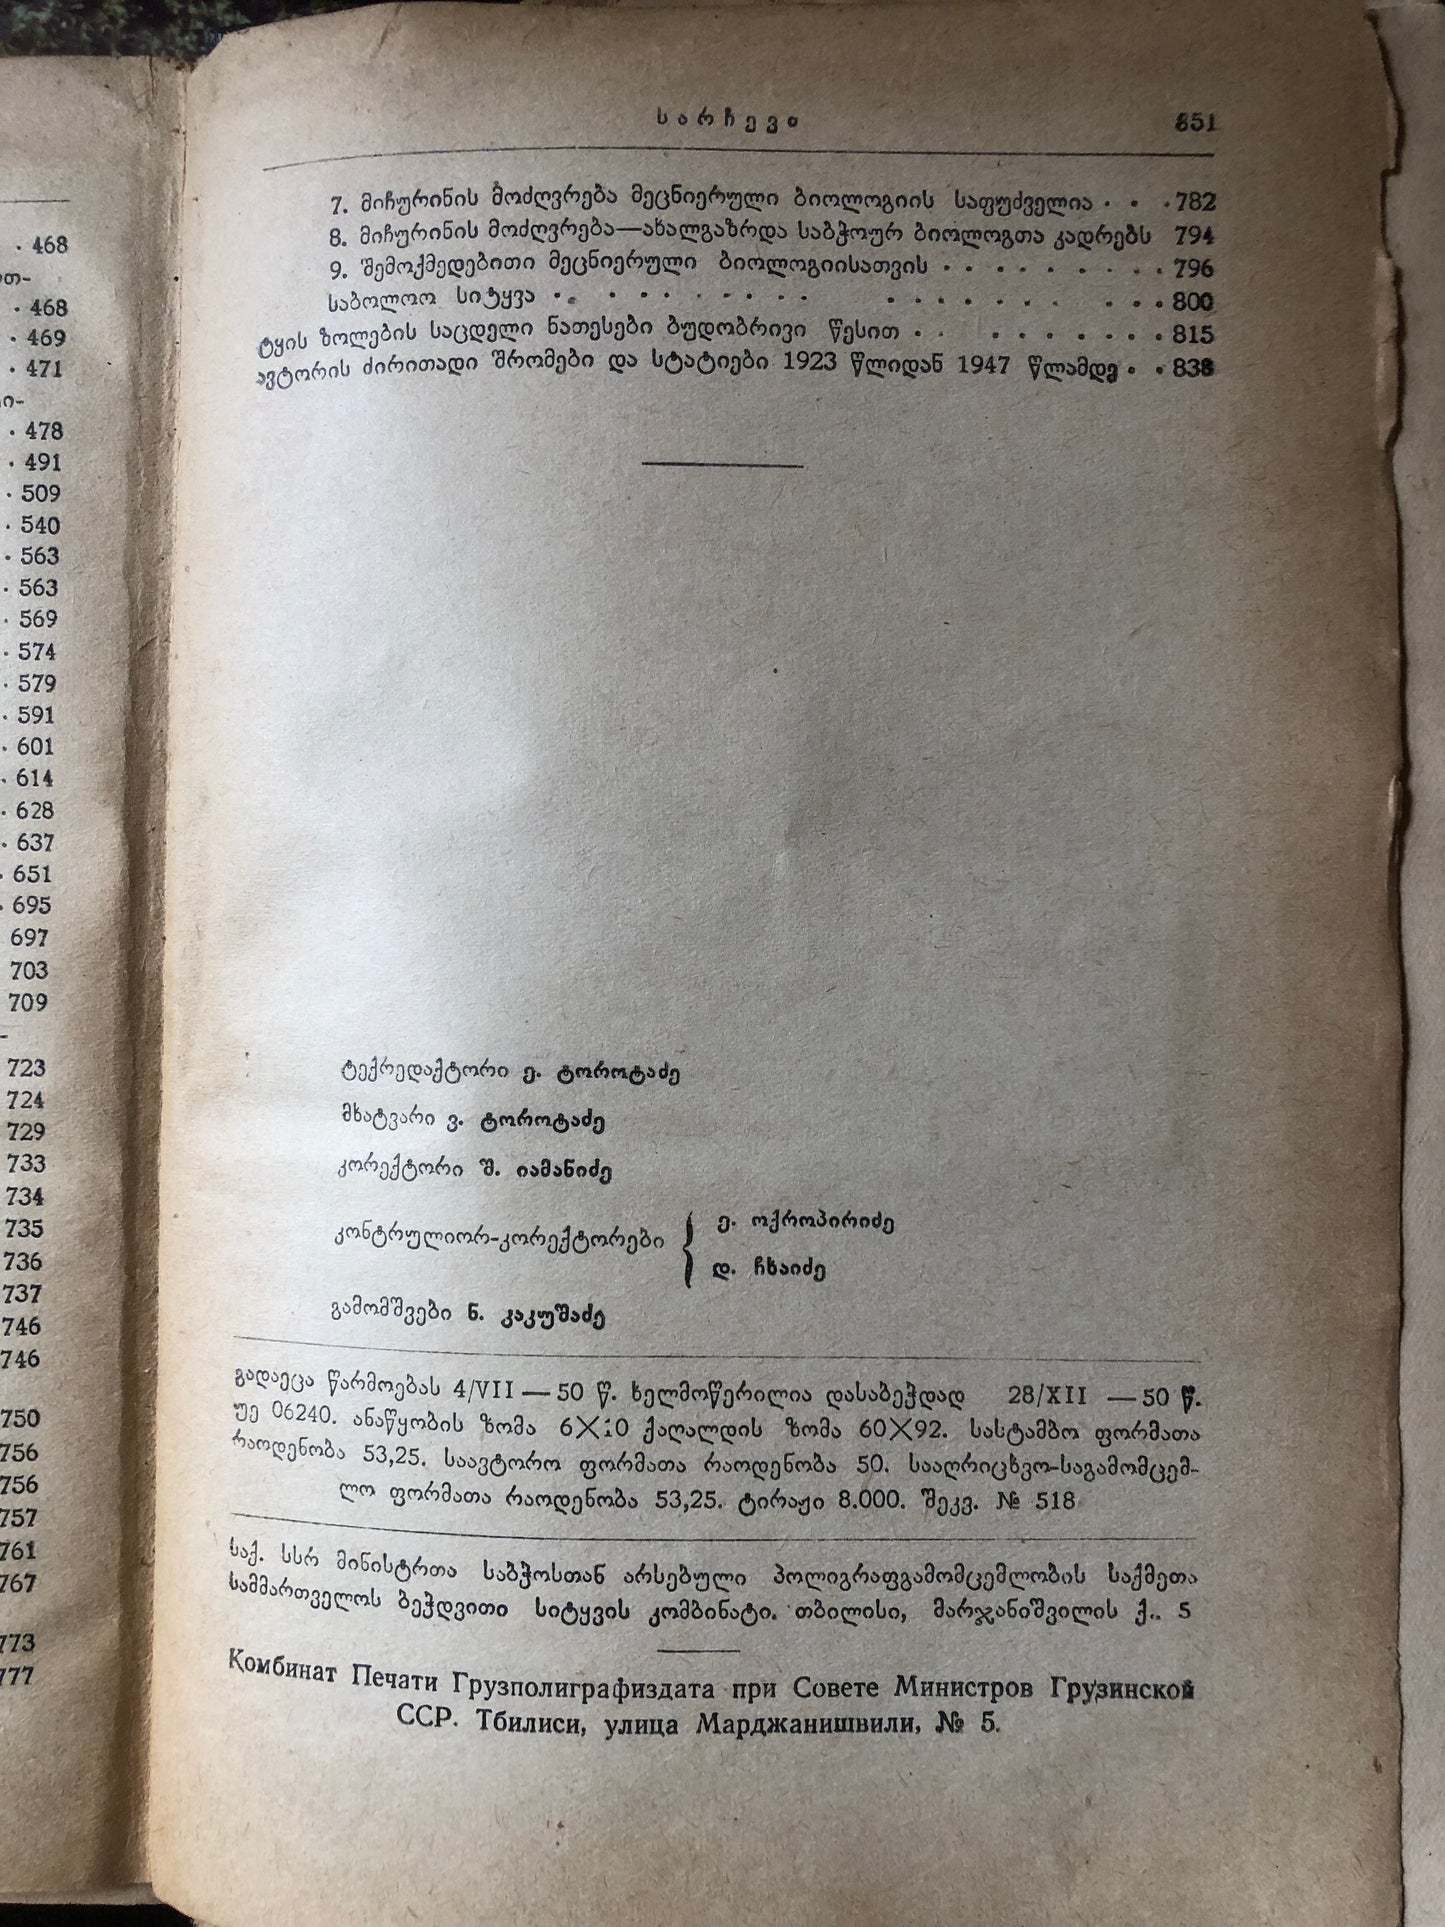 · 468
ოთ-
· 468
· 469
· 471
ი-
· 478
· 491
· 509
· 540
· 563
· 563
· 569
· 574
· 579
· 591
· 601
· 614
· 628
· 637
· 651
· 695
697
703
709
-
723
724
729
733
734
735
736
737
746
746
750
756
756
757
761
767
773
777
სარჩევი 851
7. მიჩურინის მოძღვრება მეცნიერული ბიოლოგიის საფუძველია · · · 782
8. მიჩურინის მოძღვრება—ახალგაზრდა საბჭოურ ბიოლოგთა კადრებს 794
9. შემოქმედებითი მეცნიერული ბიოლოგიისათვის · · · · · · · · · 796
საბოლოო სიტყვა · · · · · · · · · · · · · · · · · · · 800
ტყის ზოლების საცდელი ნათესები ბუდობრივი წესით · · · · · · · · · 815
ავტორის ძირითადი შრომები და სტატიები 1923 წლიდან 1947 წლამდე · · 838
ტექრედაქტორი ე. ტოროტაძე
მხატვარი ვ. ტოროტაძე
კორექტორი შ. იამანიძე
კონტრულიორ-კორექტორები { ე. ოქროპირიძე
დ. ჩხაიძე
გამომშვები ნ. კაკუშაძე
გადაეცა წარმოებას 4/VII — 50 წ. ხელმოწერილია დასაბეჭდად 28/XII — 50 წ.
უე 06240. ანაწყობის ზომა 6X10 ქაღალდის ზომა 60X92. სასტამბო ფორმათა
რაოდენობა 53,25. საავტორო ფორმათა რაოდენობა 50. სააღრიცხვო-საგამომცემ-
ლო ფორმათა რაოდენობა 53,25. ტირაჟი 8.000. შეკვ. № 518
საქ. სსრ მინისტრთა საბჭოსთან არსებული პოლიგრაფგამომცემლობის საქმეთა
სამმართველოს ბეჭდვითი სიტყვის კომბინატი. თბილისი, მარჯანიშვილის ქ.. 5
Комбинат Печати Грузполиграфиздата при Совете Министров Грузинской
ССР. Тбилиси, улица Марджанишвили, № 5.